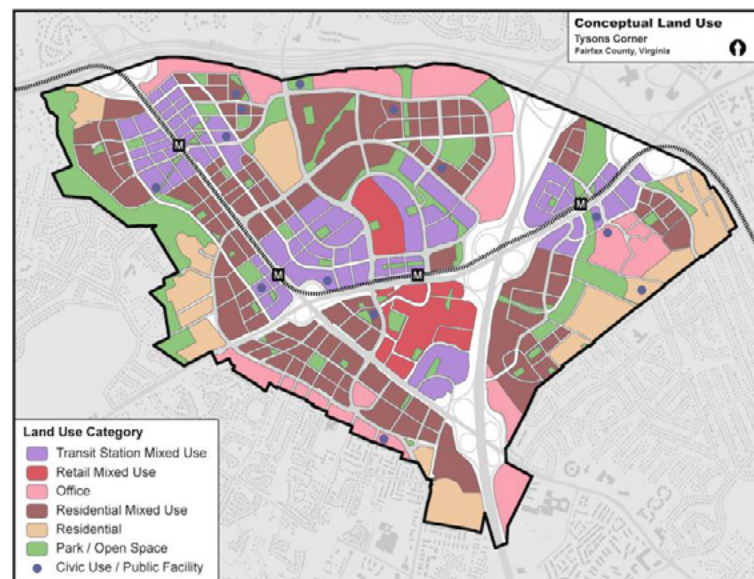 Conceptual Land Use
Tysons Corner
Fairfax County, Virginia
M
M
M
M
Land Use Category
Transit Station Mixed Use
Retail Mixed Use
Office
Residential Mixed Use
Residential
Park / Open Space
Civic Use / Public Facility